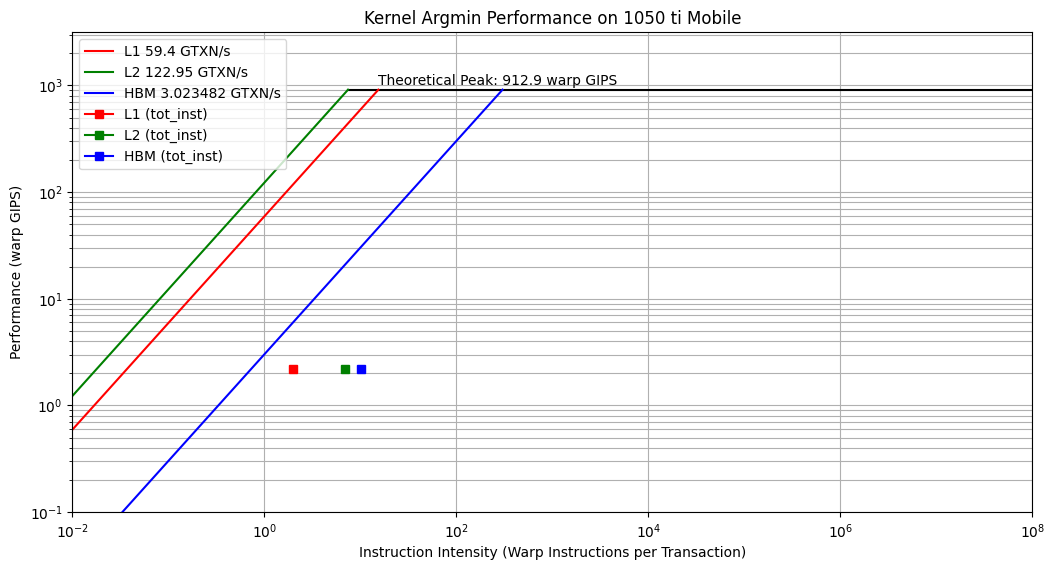 Kernel Argmin Performance on 1050 ti Mobile
L1 59.4 GTXN/s
L2 122.95 GTXN/s
HBM 3.023482 GTXN/s
L1 (tot_inst)
L2 (tot_inst)
HBM (tot_inst)
Theoretical Peak: 912.9 warp GIPS
Performance (warp GIPS)
10³
10²
10¹
10⁰
10⁻¹
10⁻² 10⁰ 10² 10⁴ 10⁶ 10⁸
Instruction Intensity (Warp Instructions per Transaction)